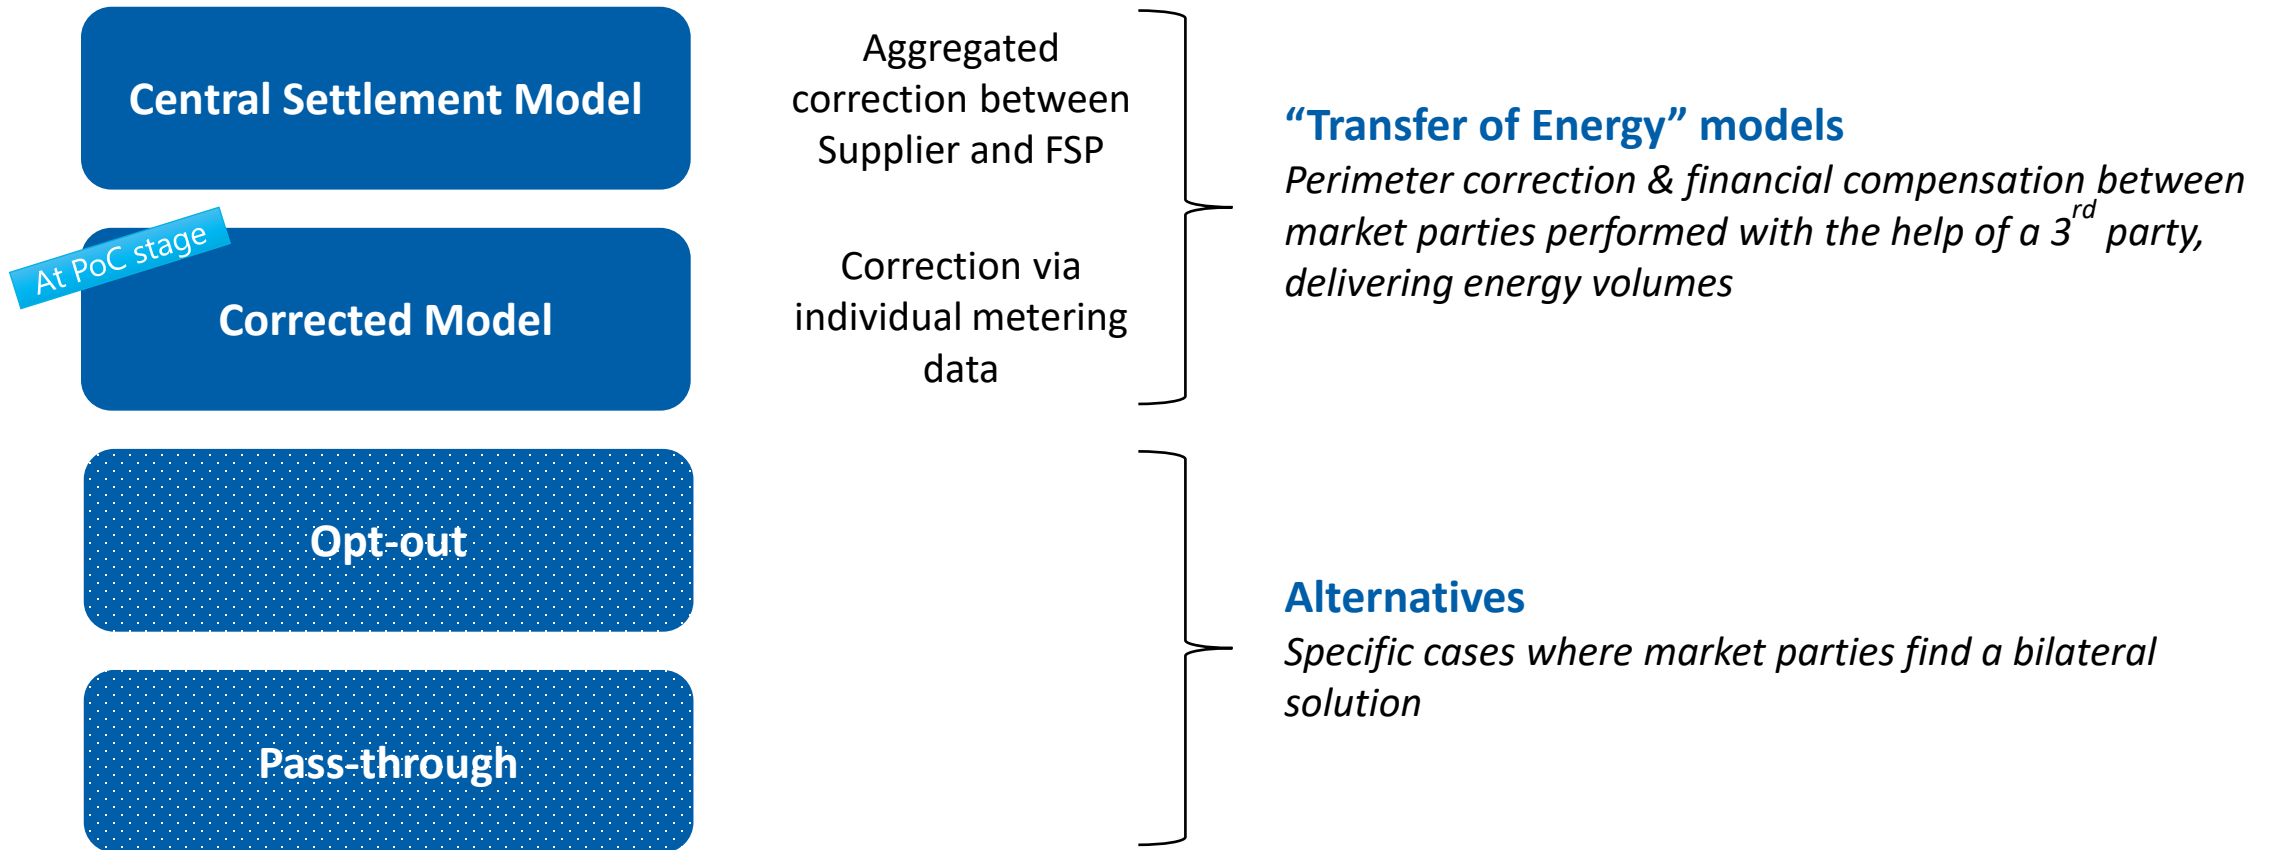 Central Settlement Model
Aggregated
correction between
Supplier and FSP
“Transfer of Energy” models
Perimeter correction & financial compensation between
market parties performed with the help of a 3rd party,
delivering energy volumes
At PoC stage
Corrected Model
Correction via
individual metering
data
Opt-out
Pass-through
Alternatives
Specific cases where market parties find a bilateral
solution